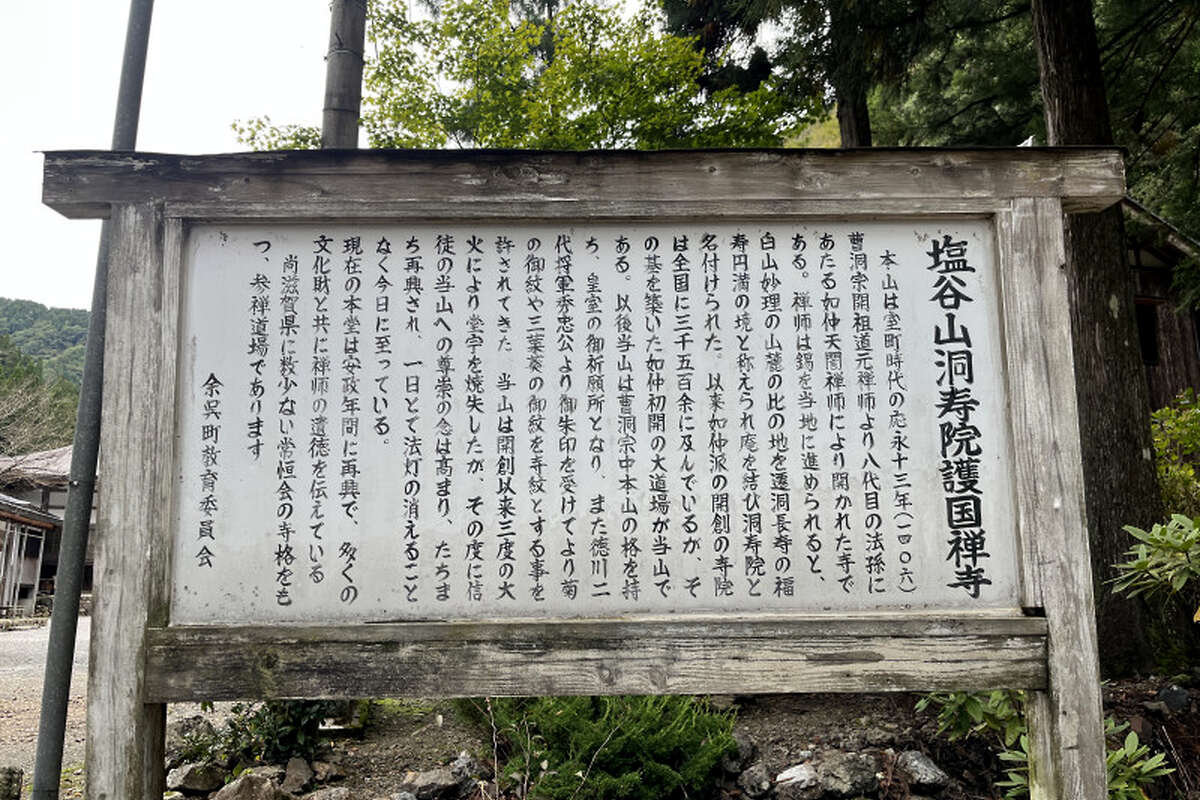 塩谷山洞寿院護国禅寺
本山は室町時代の応永十三年(一四〇六)
曹洞宗開祖道元禅師より八代目の法孫に
あたる如仲天誾禅師により開かれた寺で
ある。禅師は錫を当地に進められると、
白山妙理の山麓の此の地を邃洞長寿の福
寿円満の境と称えられ庵を結び洞寿院と
名付けられた。以来如仲派の開創の寺院
は全国に三千五百余に及んでいるが、そ
の基を築いた如仲初開の大道場が当山で
ある。以後当山は曹洞宗中本山の格を持
ち、皇室の御祈願所となり、また徳川二
代将軍秀忠公より御朱印を受けてより菊
の御紋や三葉葵の御紋を寺紋とする事を
許されてきた。当山は開創以来三度の大
火により堂宇を焼失したが、その度に信
徒の当山への尊崇の念は高まり、たちま
ち再興され、一日とて法灯の消えること
なく今日に至っている。
現在の本堂は安政年間に再興で、多くの
文化財と共に禅師の遺徳を伝えている
尚滋賀県に数少ない常恒会の寺格をも
つ、参禅道場であります
余呉町教育委員会